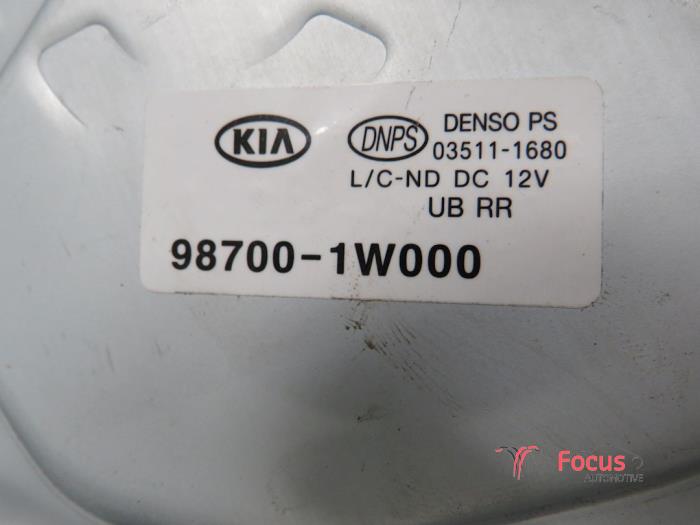 KIA
DNPS
DENSO PS
03511-1680
L/C-ND DC 12V
UB RR
98700-1W000
Focus
AUTOMOTIVE